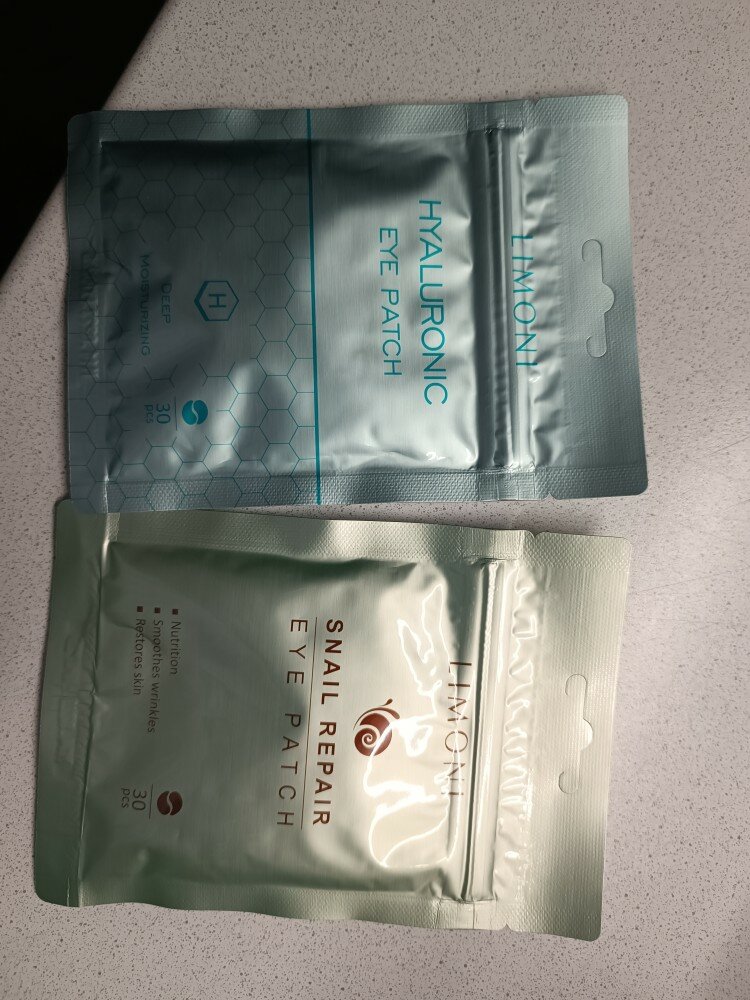 LIMONI
HYALURONIC
EYE PATCH
H
DEEP
MOISTURIZING
30
pcs
LIMONI
SNAIL REPAIR
EYE PATCH
▪ Nutrition
▪ Smoothes wrinkles
▪ Restores skin
30
pcs